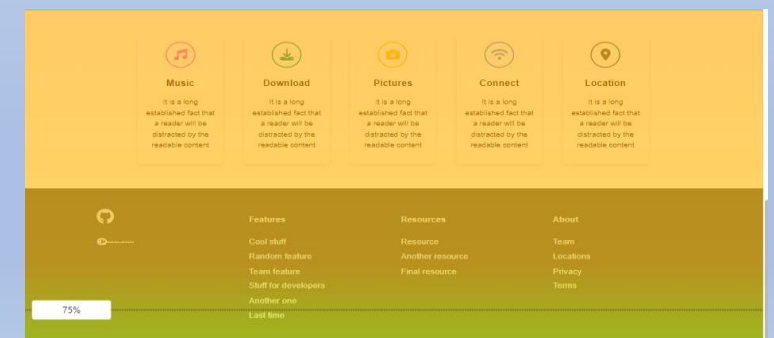 Music
It is a long
established fact that
a reader will be
distracted by the
readable content
Download
It is a long
established fact that
a reader will be
distracted by the
readable content
Pictures
It is a long
established fact that
a reader will be
distracted by the
readable content
Connect
It is a long
established fact that
a reader will be
distracted by the
readable content
Location
It is a long
established fact that
a reader will be
distracted by the
readable content
Features
Cool stuff
Random feature
Team feature
Stuff for developers
Another one
Last time
Resources
Resource
Another resource
Final resource
About
Team
Locations
Privacy
Terms
75%